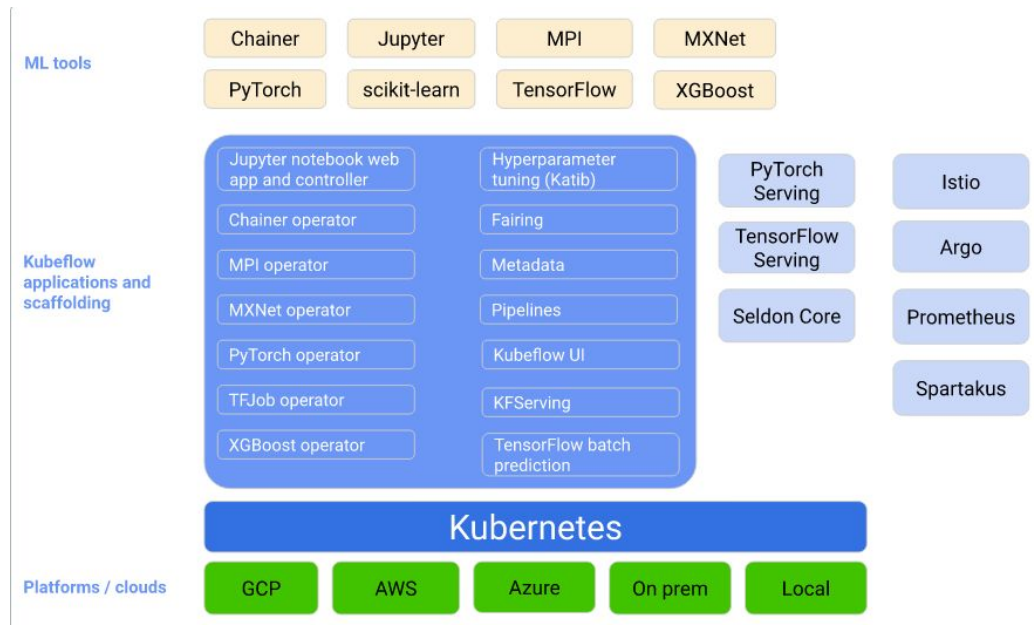 ML tools
Chainer
Jupyter
MPI
MXNet
PyTorch
scikit-learn
TensorFlow
XGBoost
Kubeflow
applications and
scaffolding
Jupyter notebook web
app and controller
Chainer operator
MPI operator
MXNet operator
PyTorch operator
TFJob operator
XGBoost operator
Hyperparameter
tuning (Katib)
Fairing
Metadata
Pipelines
Kubeflow UI
KFServing
TensorFlow batch
prediction
PyTorch
Serving
TensorFlow
Serving
Seldon Core
Istio
Argo
Prometheus
Spartakus
Kubernetes
Platforms / clouds
GCP
AWS
Azure
On prem
Local